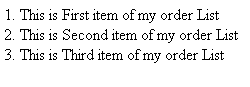 1. This is First item of my order List
2. This is Second item of my order List
3. This is Third item of my order List